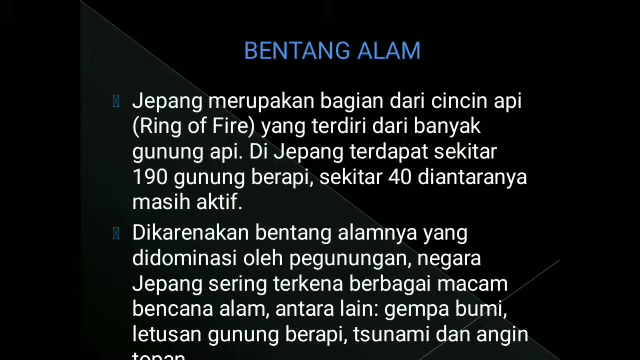 BENTANG ALAM
Jepang merupakan bagian dari cincin api
(Ring of Fire) yang terdiri dari banyak
gunung api. Di Jepang terdapat sekitar
190 gunung berapi, sekitar 40 diantaranya
masih aktif.
Dikarenakan bentang alamnya yang
didominasi oleh pegunungan, negara
Jepang sering terkena berbagai macam
bencana alam, antara lain: gempa bumi,
letusan gunung berapi, tsunami dan angin
topan